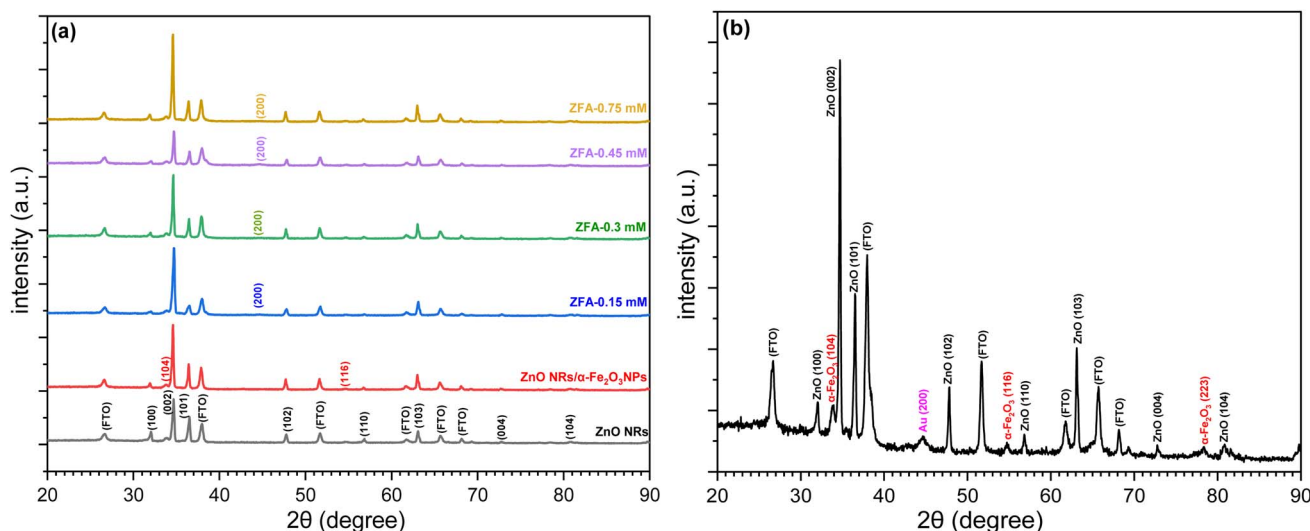 (a)
ZFA-0.75 mM
(200)
ZFA-0.45 mM
(200)
ZFA-0.3 mM
(200)
ZFA-0.15 mM
(200)
ZnO NRs/α-Fe₂O₃NPs
(104)
(116)
ZnO NRs
(FTO)
(100)
(002)
(101)
(FTO)
(102)
(FTO)
(110)
(FTO)
(103)
(FTO)
(FTO)
(004)
(104)
intensity (a.u.)
20 30 40 50 60 70 80 90
2θ (degree)
(b)
(FTO)
ZnO (100)
α-Fe₂O₃ (104)
ZnO (002)
ZnO (101)
(FTO)
Au (200)
ZnO (102)
(FTO)
α-Fe₂O₃ (116)
ZnO (110)
(FTO)
ZnO (103)
(FTO)
(FTO)
ZnO (004)
α-Fe₂O₃ (223)
ZnO (104)
intensity (a.u.)
20 30 40 50 60 70 80 90
2θ (degree)